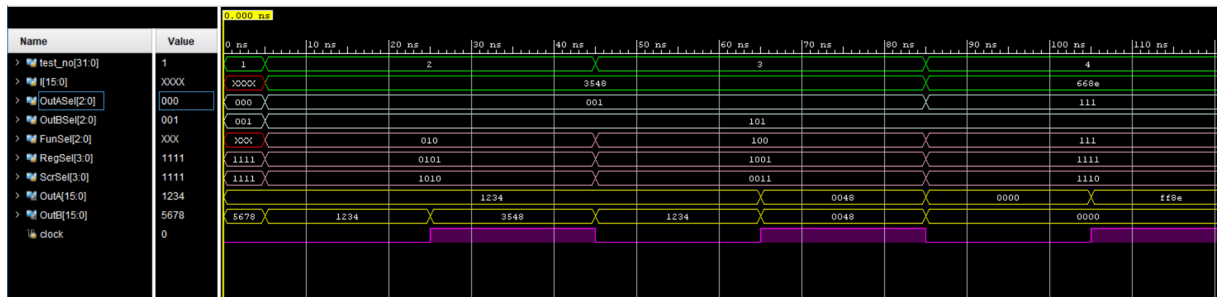 0.000 ns
Name Value 0 ns 10 ns 20 ns 30 ns 40 ns 50 ns 60 ns 70 ns 80 ns 90 ns 100 ns 110 ns
test_no[31:0] 1 1 2 3 4
I[15:0] XXXX XXXX 3548 668e
OutASel[2:0] 000 000 001 111
OutBSel[2:0] 001 001 101
FunSel[2:0] XXX XXX 010 100 111
RegSel[3:0] 1111 1111 0101 1001 1111
ScrSel[3:0] 1111 1111 1010 0011 1110
OutA[15:0] 1234 1234 0048 0000 ff8e
OutB[15:0] 5678 5678 1234 3548 1234 0048 0000
clock 0